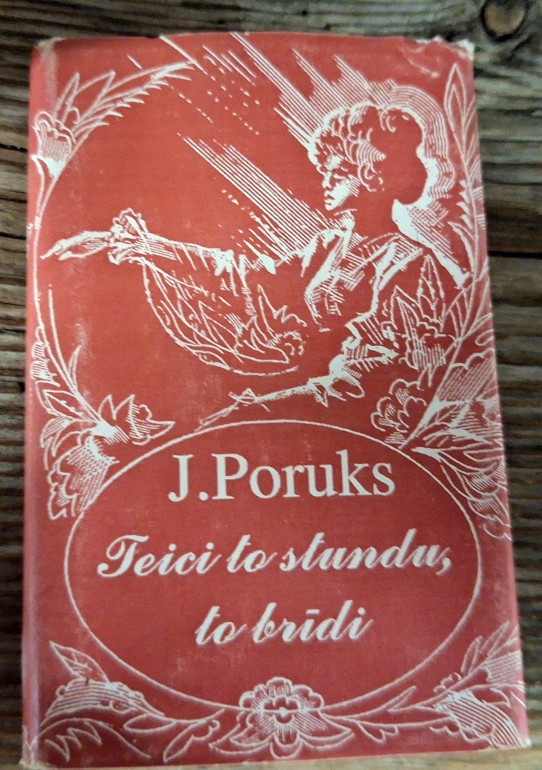 J.Poruks
Teici to stundu,
to brīdi